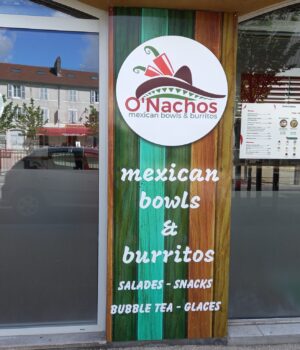 O'Nachos
mexican bowls & burritos
mexican
bowls
&
burritos
SALADES - SNACKS
BUBBLE TEA - GLACES